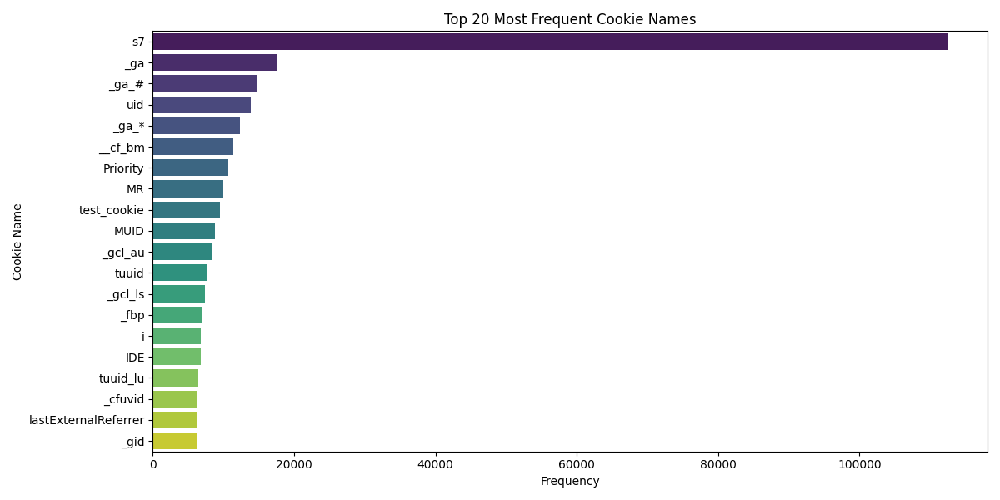 Top 20 Most Frequent Cookie Names
Cookie Name
s7
_ga
_ga_#
uid
_ga_*
__cf_bm
Priority
MR
test_cookie
MUID
_gcl_au
tuuid
_gcl_ls
_fbp
i
IDE
tuuid_lu
_cfuvid
lastExternalReferrer
_gid
0 20000 40000 60000 80000 100000
Frequency